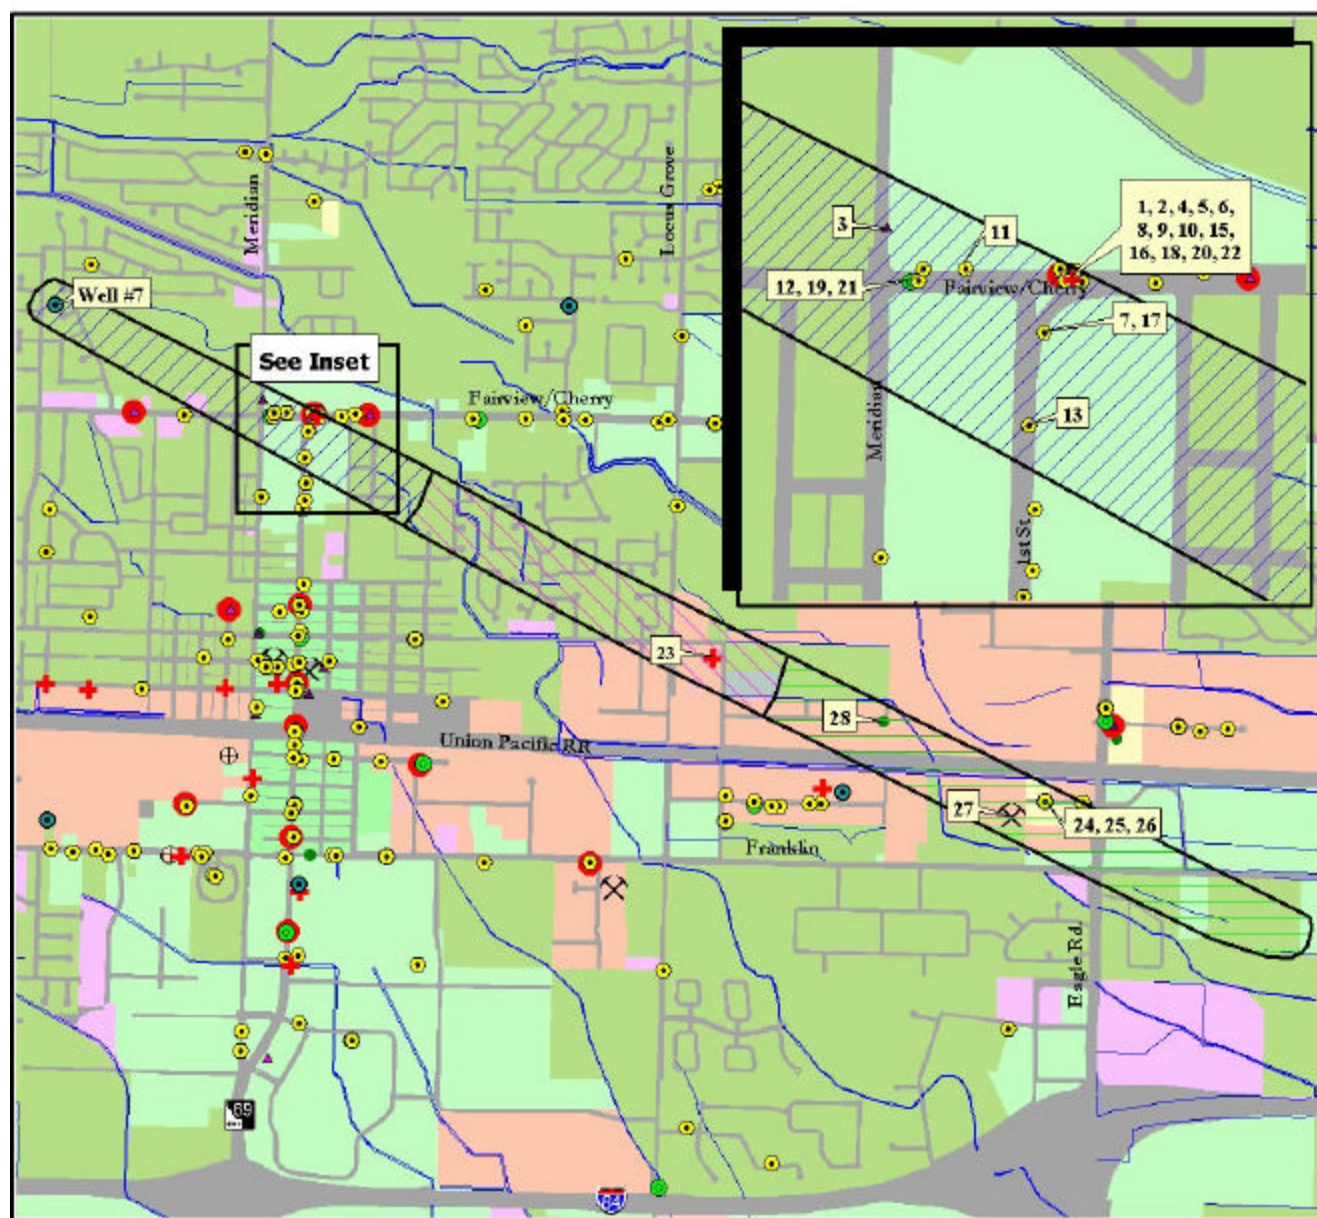 Meridian
Locus Grove
Well #7
See Inset
Fairview/Cherry
3
11
1, 2, 4, 5, 6,
8, 9, 10, 15,
16, 18, 20, 22
12, 19, 21
Fairview/Cherry
7, 17
13
Meridian
1st St
23
28
Union Pacific RR
27
24, 25, 26
Franklin
Eagle Rd.
69
84